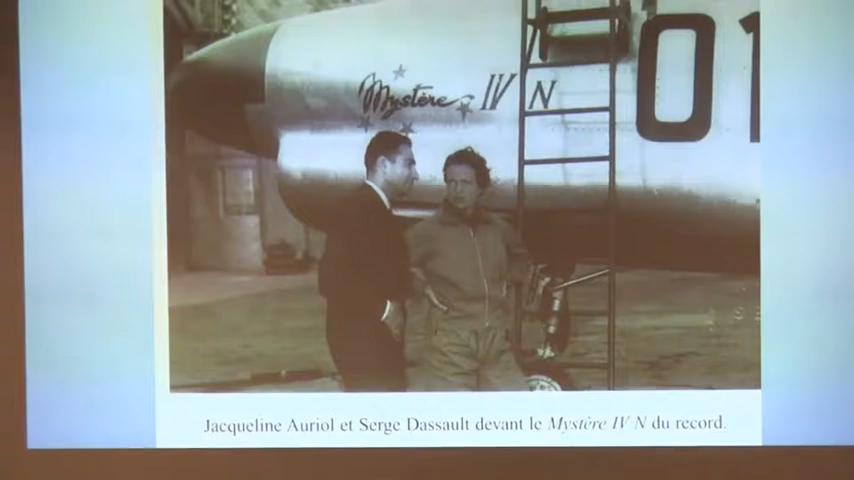 Mystère IV N
01
Jacqueline Auriol et Serge Dassault devant le Mystère IV N du record.